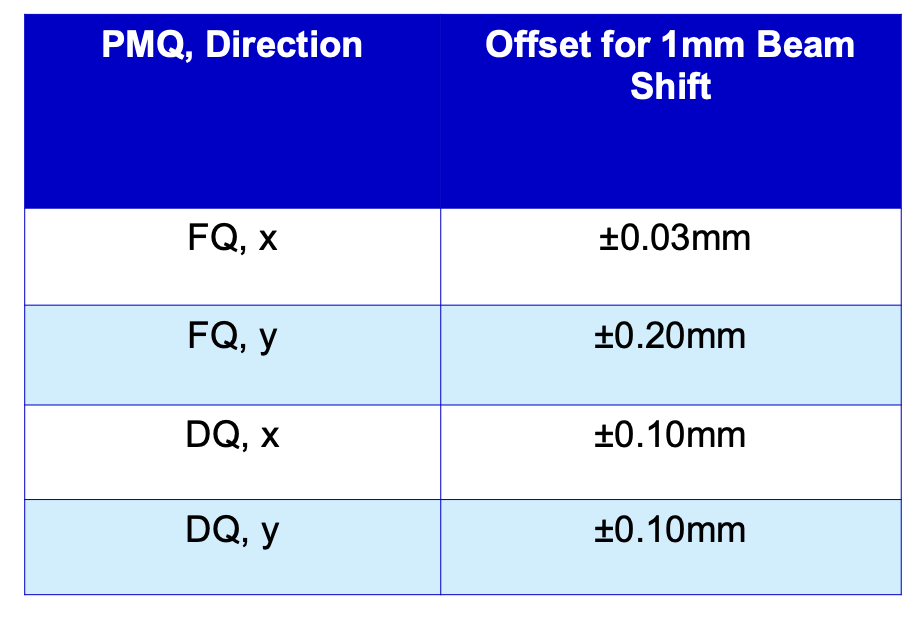 PMQ, Direction
Offset for 1mm Beam
Shift
FQ, x
±0.03mm
FQ, y
±0.20mm
DQ, x
±0.10mm
DQ, y
±0.10mm